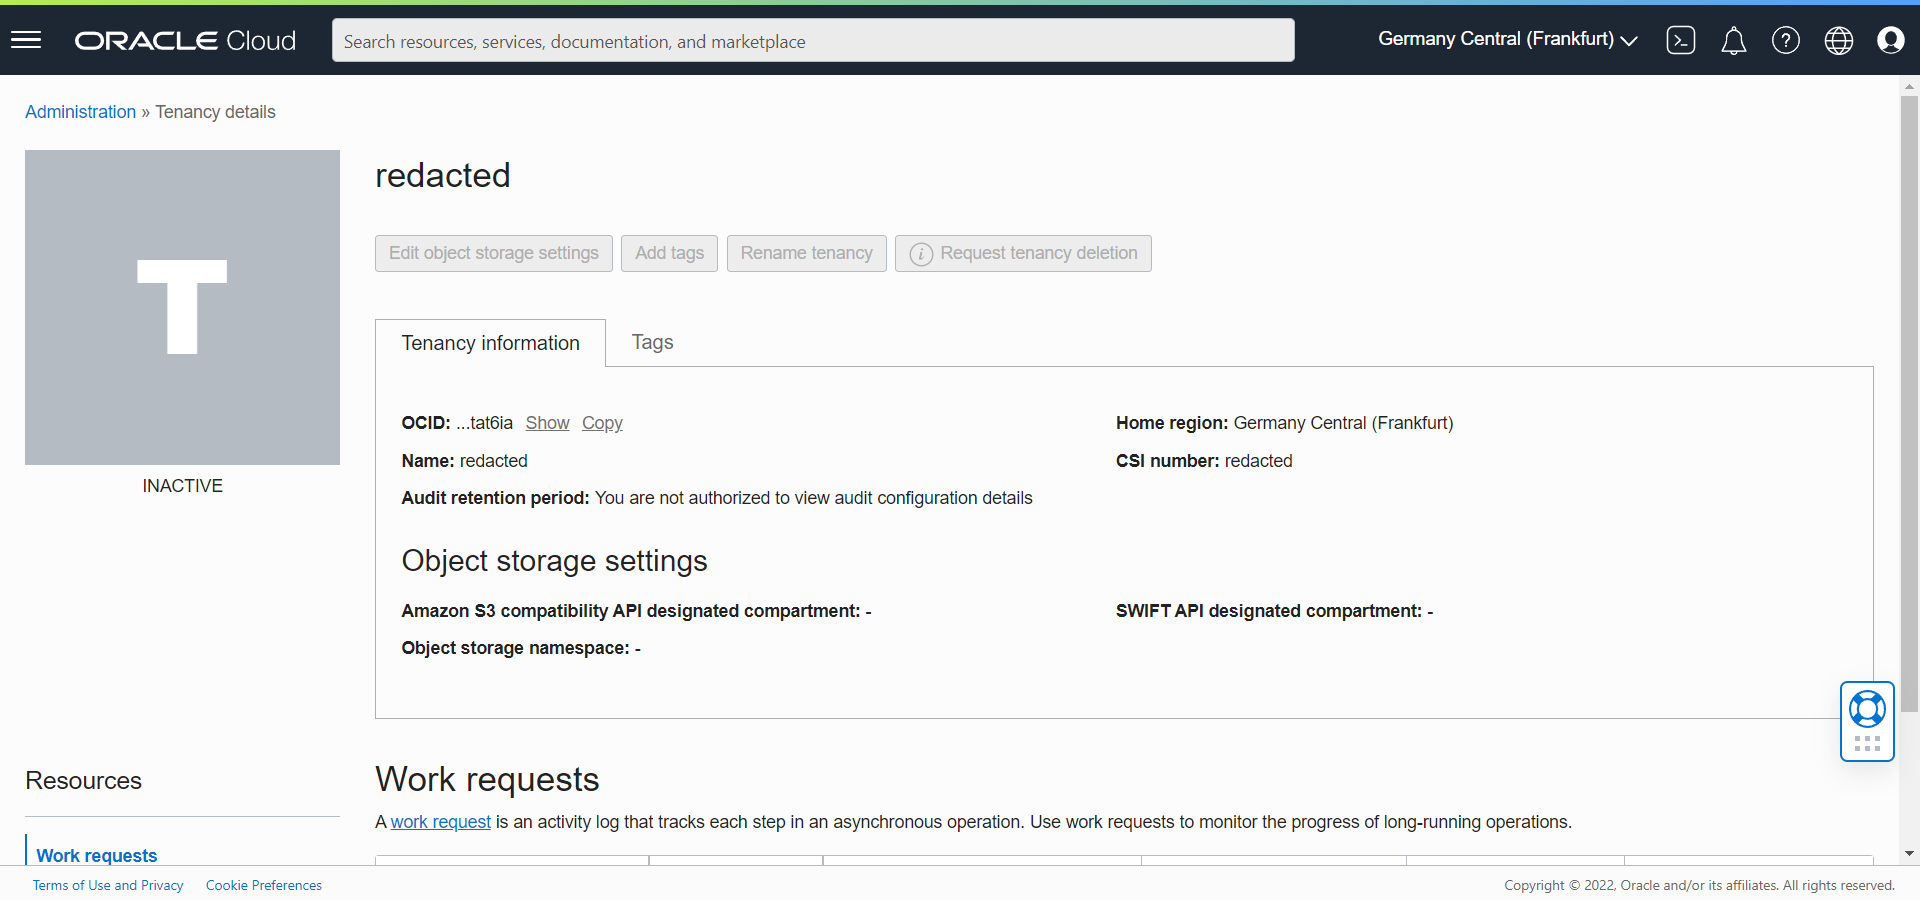 ORACLE Cloud
Search resources, services, documentation, and marketplace
Germany Central (Frankfurt)
Administration » Tenancy details
T
INACTIVE
redacted
Edit object storage settings
Add tags
Rename tenancy
Request tenancy deletion
Tenancy information
Tags
OCID: ...tat6ia Show Copy
Home region: Germany Central (Frankfurt)
Name: redacted
CSI number: redacted
Audit retention period: You are not authorized to view audit configuration details
Object storage settings
Amazon S3 compatibility API designated compartment: -
SWIFT API designated compartment: -
Object storage namespace: -
Resources
Work requests
Work requests
A work request is an activity log that tracks each step in an asynchronous operation. Use work requests to monitor the progress of long-running operations.
Terms of Use and Privacy
Cookie Preferences
Copyright © 2022, Oracle and/or its affiliates. All rights reserved.